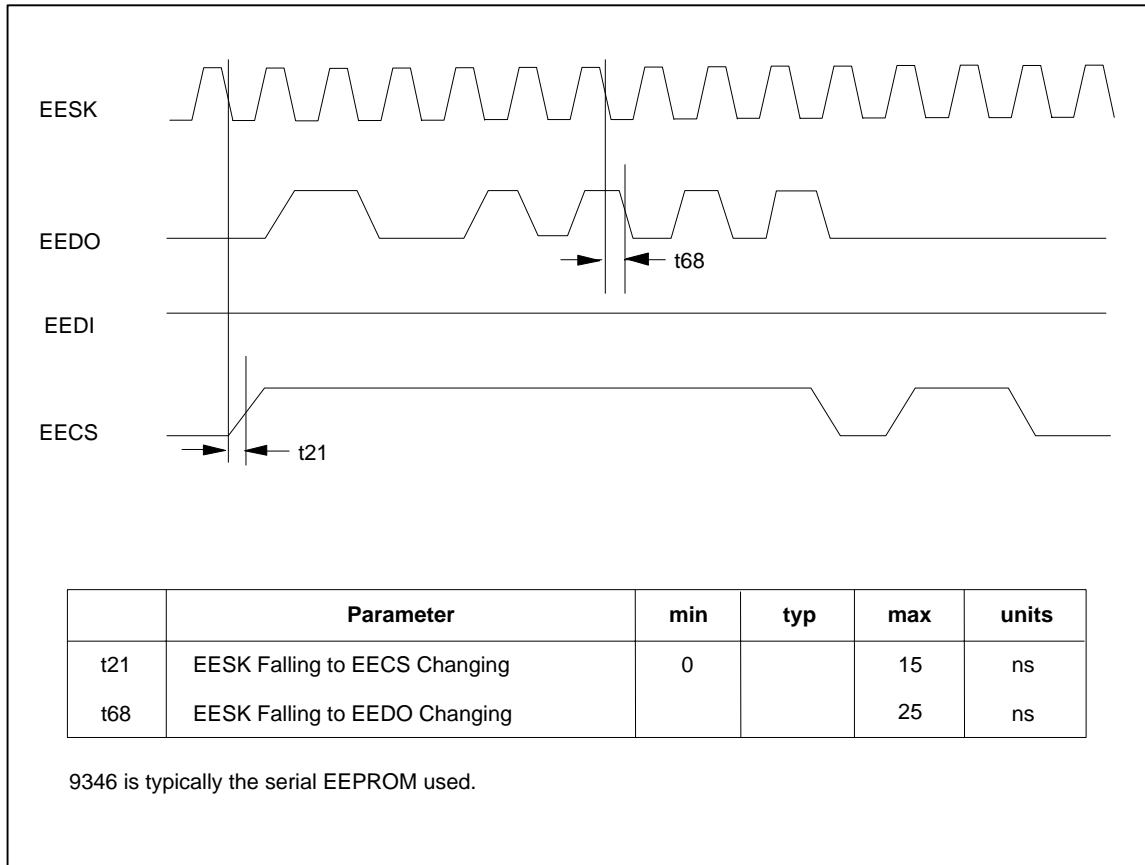 EESK
EEDO
t68
EEDI
EECS
t21
Parameter min typ max units
t21 EESK Falling to EECS Changing 0 15 ns
t68 EESK Falling to EEDO Changing 25 ns
9346 is typically the serial EEPROM used.